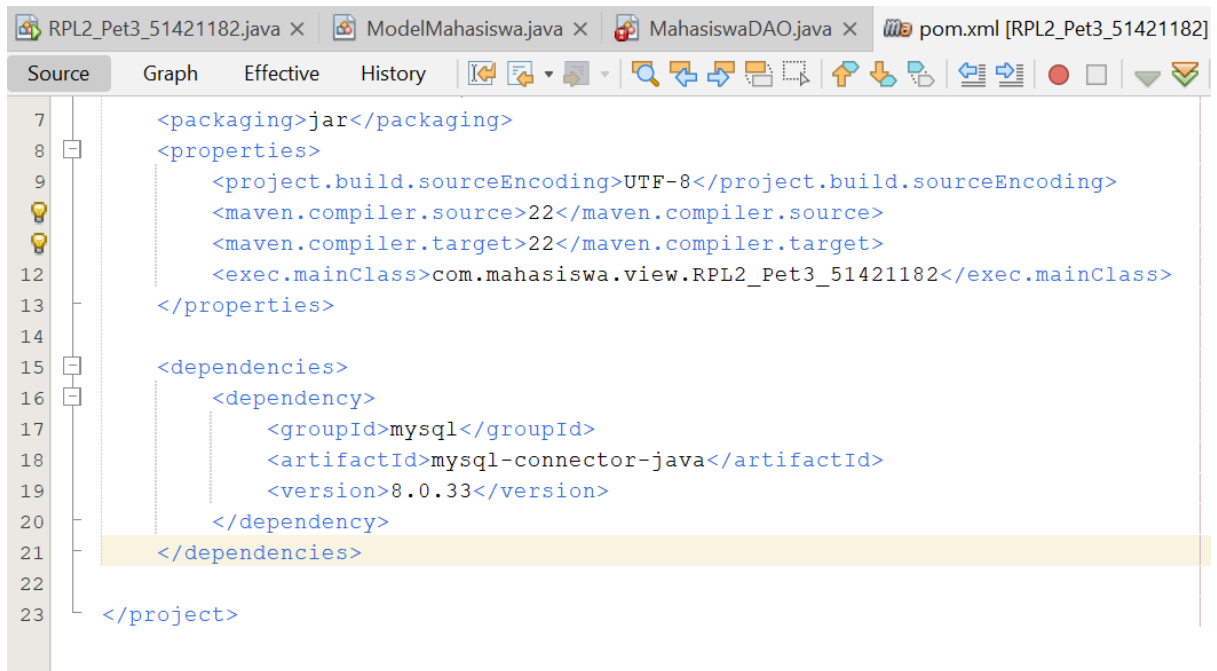 RPL2_Pet3_51421182.java × ModelMahasiswa.java × MahasiswaDAO.java × pom.xml [RPL2_Pet3_51421182]
Source Graph Effective History
7 <packaging>jar</packaging>
8 <properties>
9 <project.build.sourceEncoding>UTF-8</project.build.sourceEncoding>
<maven.compiler.source>22</maven.compiler.source>
<maven.compiler.target>22</maven.compiler.target>
12 <exec.mainClass>com.mahasiswa.view.RPL2_Pet3_51421182</exec.mainClass>
13 </properties>
14
15 <dependencies>
16 <dependency>
17 <groupId>mysql</groupId>
18 <artifactId>mysql-connector-java</artifactId>
19 <version>8.0.33</version>
20 </dependency>
21 </dependencies>
22
23 </project>